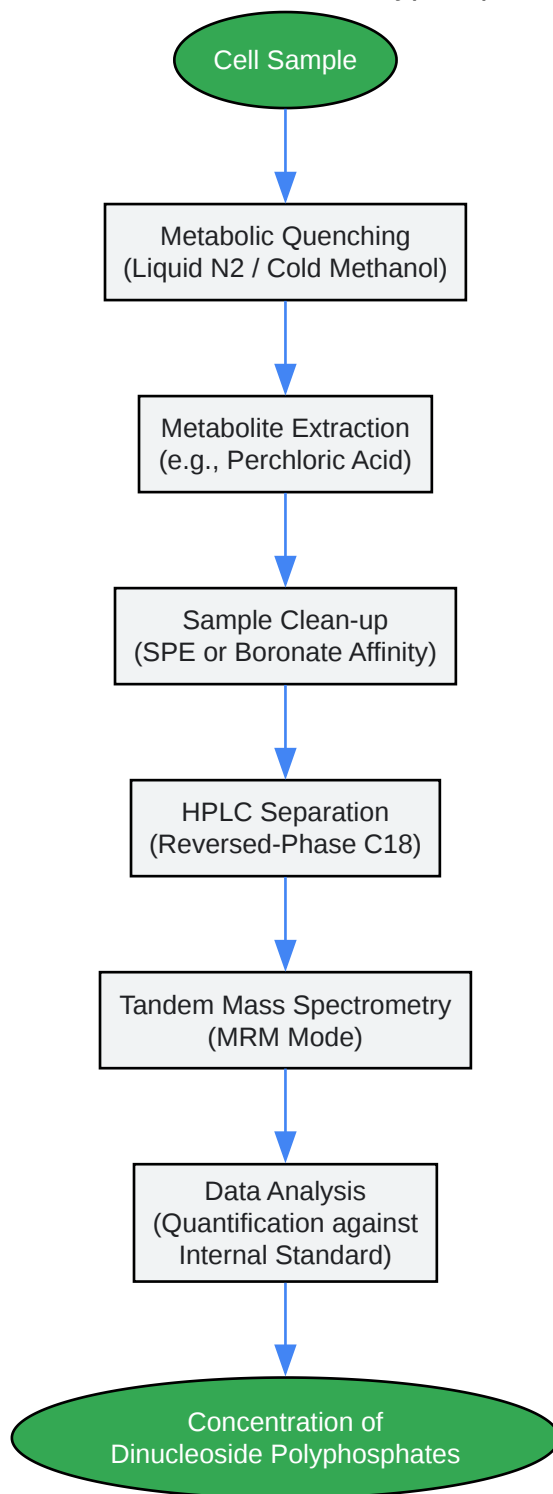 Cell Sample
Metabolic Quenching
(Liquid N2 / Cold Methanol)
Metabolite Extraction
(e.g., Perchloric Acid)
Sample Clean-up
(SPE or Boronate Affinity)
HPLC Separation
(Reversed-Phase C18)
Tandem Mass Spectrometry
(MRM Mode)
Data Analysis
(Quantification against
Internal Standard)
Concentration of
Dinucleoside Polyphosphates